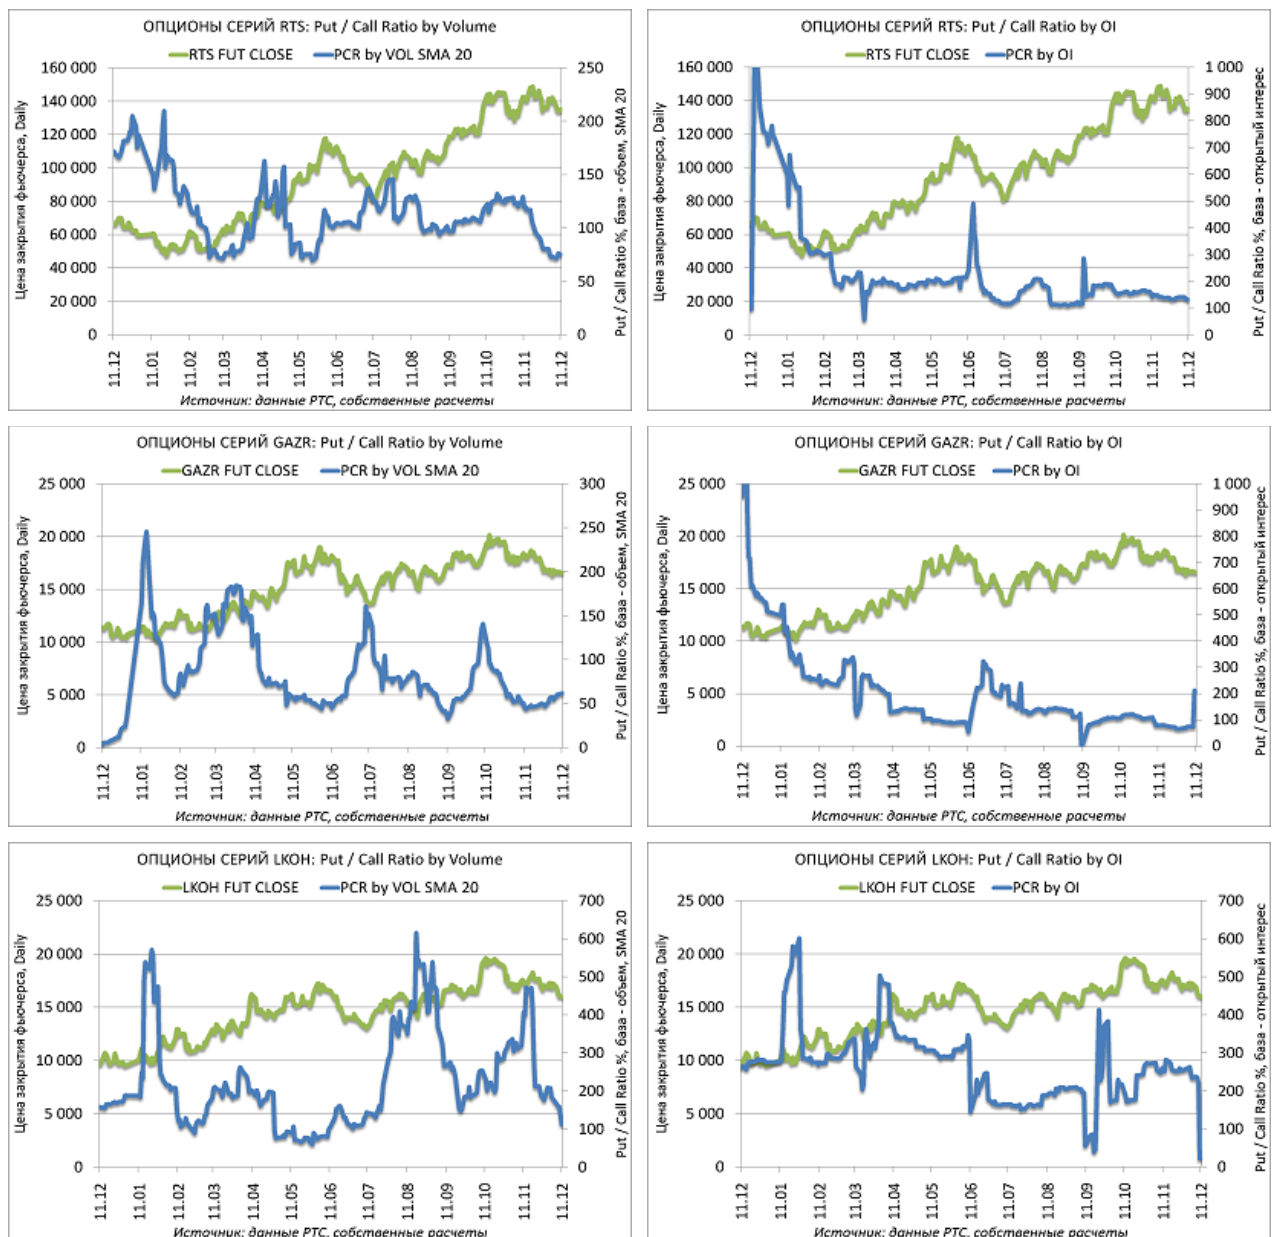 ОПЦИОНЫ СЕРИЙ RTS: Put / Call Ratio by Volume
RTS FUT CLOSE PCR by VOL SMA 20
Цена закрытия фьючерса, Daily
160 000
140 000
120 000
100 000
80 000
60 000
40 000
20 000
0
250
200
150
100
50
0
Put / Call Ratio %, база - объем, SMA 20
11.12 11.01 11.02 11.03 11.04 11.05 11.06 11.07 11.08 11.09 11.10 11.11 11.12
Источник: данные РТС, собственные расчеты
ОПЦИОНЫ СЕРИЙ RTS: Put / Call Ratio by OI
RTS FUT CLOSE PCR by OI
Цена закрытия фьючерса, Daily
160 000
140 000
120 000
100 000
80 000
60 000
40 000
20 000
0
1 000
900
800
700
600
500
400
300
200
100
0
Put / Call Ratio %, база - открытый интерес
11.12 11.01 11.02 11.03 11.04 11.05 11.06 11.07 11.08 11.09 11.10 11.11 11.12
Источник: данные РТС, собственные расчеты
ОПЦИОНЫ СЕРИЙ GAZR: Put / Call Ratio by Volume
GAZR FUT CLOSE PCR by VOL SMA 20
Цена закрытия фьючерса, Daily
25 000
20 000
15 000
10 000
5 000
0
300
250
200
150
100
50
0
Put / Call Ratio %, база - объем, SMA 20
11.12 11.01 11.02 11.03 11.04 11.05 11.06 11.07 11.08 11.09 11.10 11.11 11.12
Источник: данные РТС, собственные расчеты
ОПЦИОНЫ СЕРИЙ GAZR: Put / Call Ratio by OI
GAZR FUT CLOSE PCR by OI
Цена закрытия фьючерса, Daily
25 000
20 000
15 000
10 000
5 000
0
1 000
900
800
700
600
500
400
300
200
100
0
Put / Call Ratio %, база - открытый интерес
11.12 11.01 11.02 11.03 11.04 11.05 11.06 11.07 11.08 11.09 11.10 11.11 11.12
Источник: данные РТС, собственные расчеты
ОПЦИОНЫ СЕРИЙ LKOH: Put / Call Ratio by Volume
LKOH FUT CLOSE PCR by VOL SMA 20
Цена закрытия фьючерса, Daily
25 000
20 000
15 000
10 000
5 000
0
700
600
500
400
300
200
100
0
Put / Call Ratio %, база - объем, SMA 20
11.12 11.01 11.02 11.03 11.04 11.05 11.06 11.07 11.08 11.09 11.10 11.11 11.12
Источник: данные РТС, собственные расчеты
ОПЦИОНЫ СЕРИЙ LKOH: Put / Call Ratio by OI
LKOH FUT CLOSE PCR by OI
Цена закрытия фьючерса, Daily
25 000
20 000
15 000
10 000
5 000
0
700
600
500
400
300
200
100
0
Put / Call Ratio %, база - открытый интерес
11.12 11.01 11.02 11.03 11.04 11.05 11.06 11.07 11.08 11.09 11.10 11.11 11.12
Источник: данные РТС, собственные расчеты